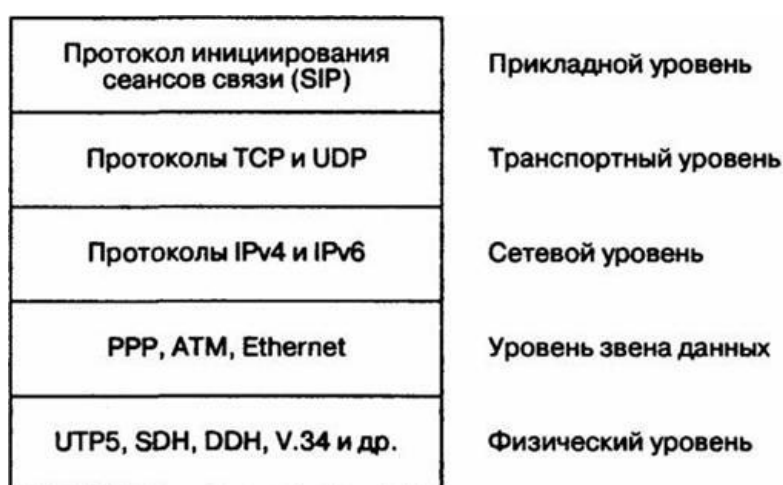 Протокол инициирования
сеансов связи (SIP)
Прикладной уровень
Протоколы TCP и UDP
Транспортный уровень
Протоколы IPv4 и IPv6
Сетевой уровень
PPP, ATM, Ethernet
Уровень звена данных
UTP5, SDH, DDH, V.34 и др.
Физический уровень